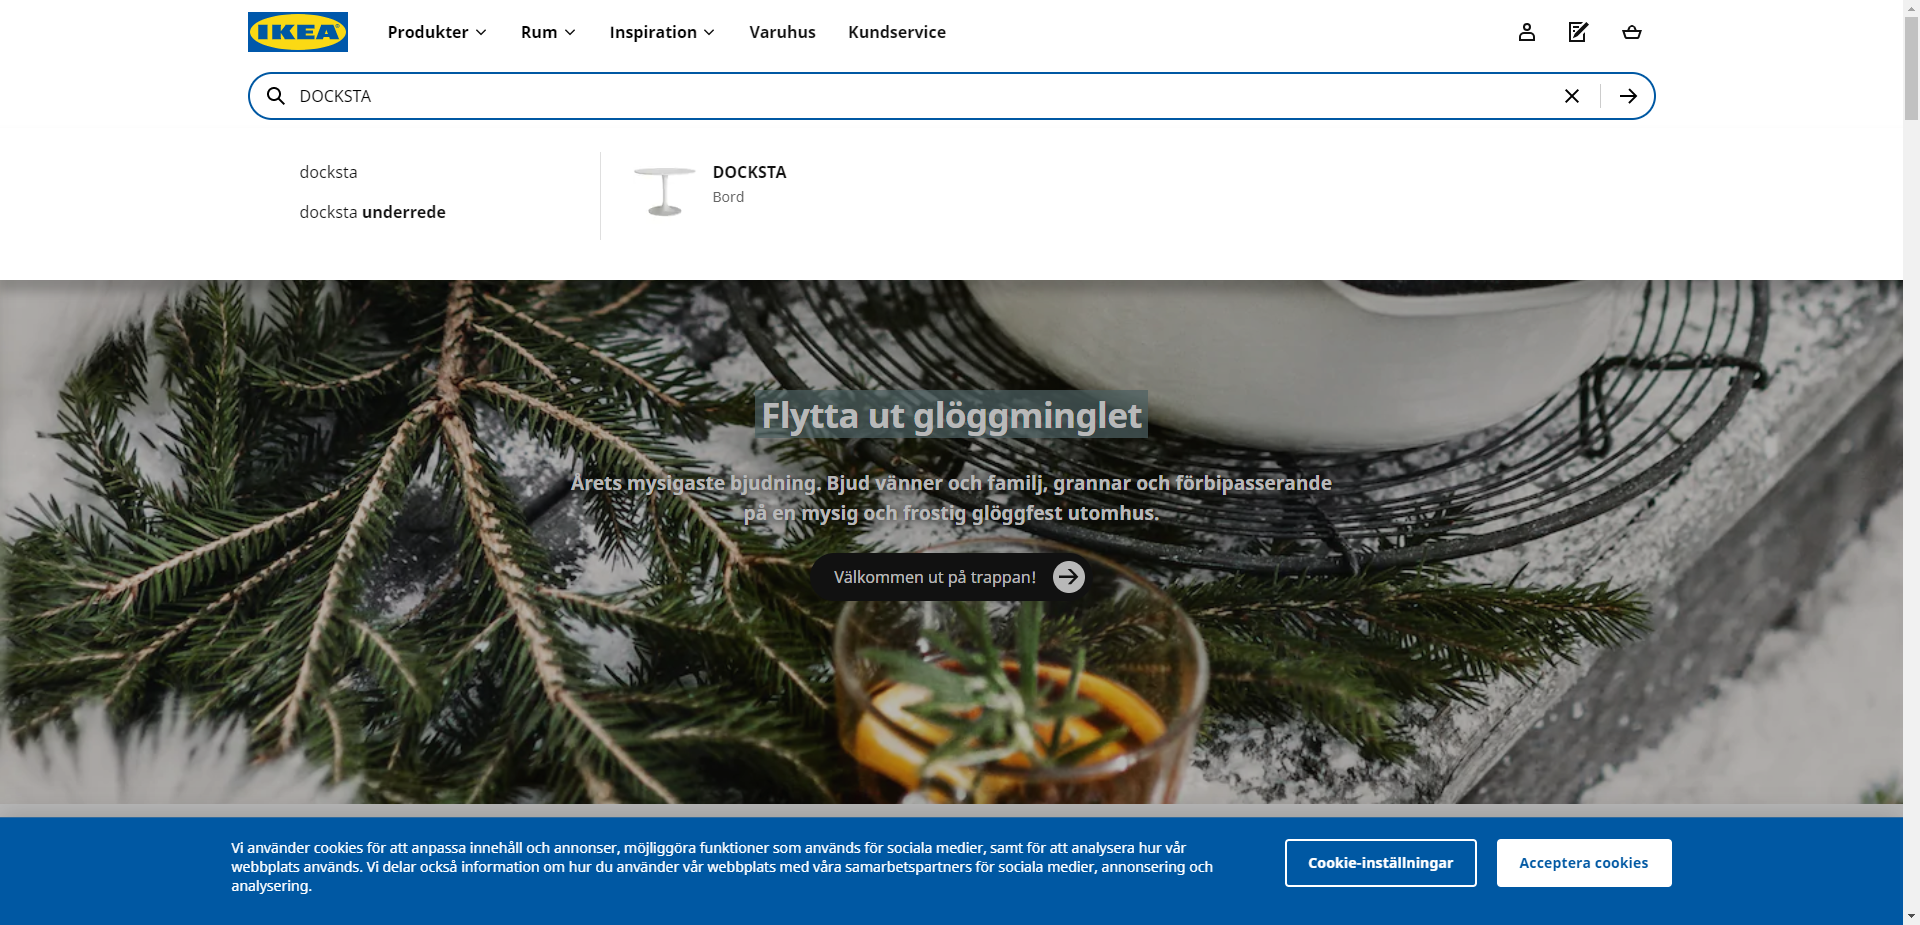 IKEA
Produkter
Rum
Inspiration
Varuhus
Kundservice
DOCKSTA
docksta
docksta underrede
DOCKSTA
Bord
Flytta ut glöggminglet
Årets mysigaste bjudning. Bjud vänner och familj, grannar och förbipasserande
på en mysig och frostig glöggfest utomhus.
Välkommen ut på trappan!
Vi använder cookies för att anpassa innehåll och annonser, möjliggöra funktioner som används för sociala medier, samt för att analysera hur vår
webbplats används. Vi delar också information om hur du använder vår webbplats med våra samarbetspartners för sociala medier, annonsering och
analysering.
Cookie-inställningar
Acceptera cookies